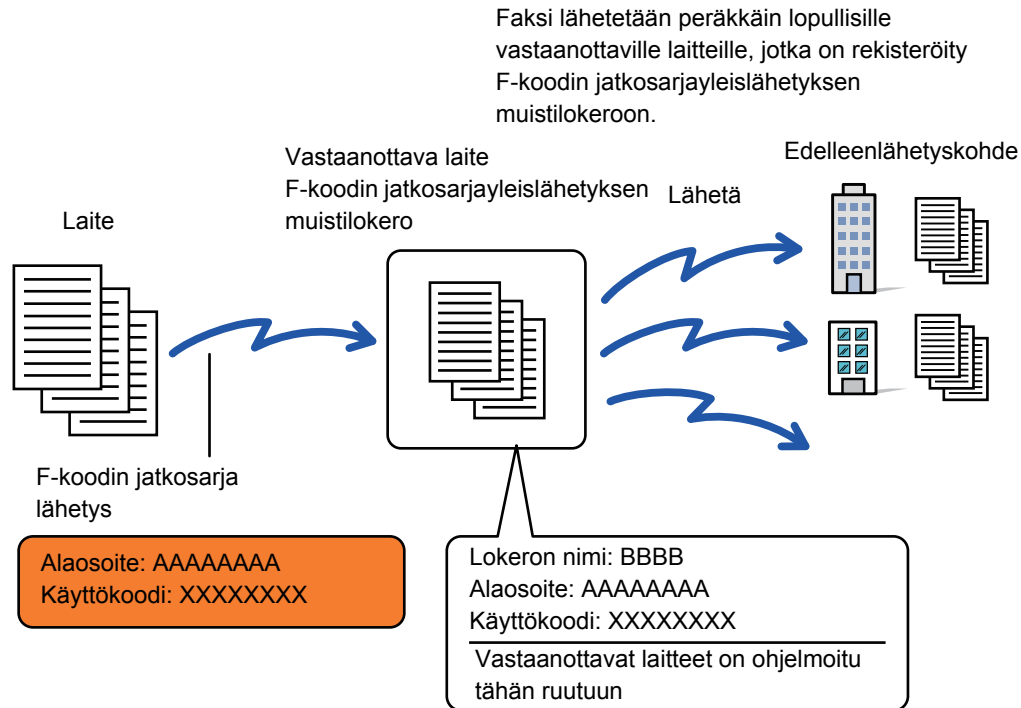 Faksi lähetetään peräkkäin lopullisille
vastaanottaville laitteille, jotka on rekisteröity
F-koodin jatkosarjayleislähetyksen
muistilokeroon.
Edelleenlähetyskohde
Vastaanottava laite
F-koodin jatkosarjayleislähetyksen
muistilokero
Lähetä
Laite
F-koodin jatkosarja
lähetys
Alaosoite: AAAAAAAA
Käyttökoodi: XXXXXXXX
Lokeron nimi: BBBB
Alaosoite: AAAAAAAA
Käyttökoodi: XXXXXXXX
Vastaanottavat laitteet on ohjelmoitu
tähän ruutuun